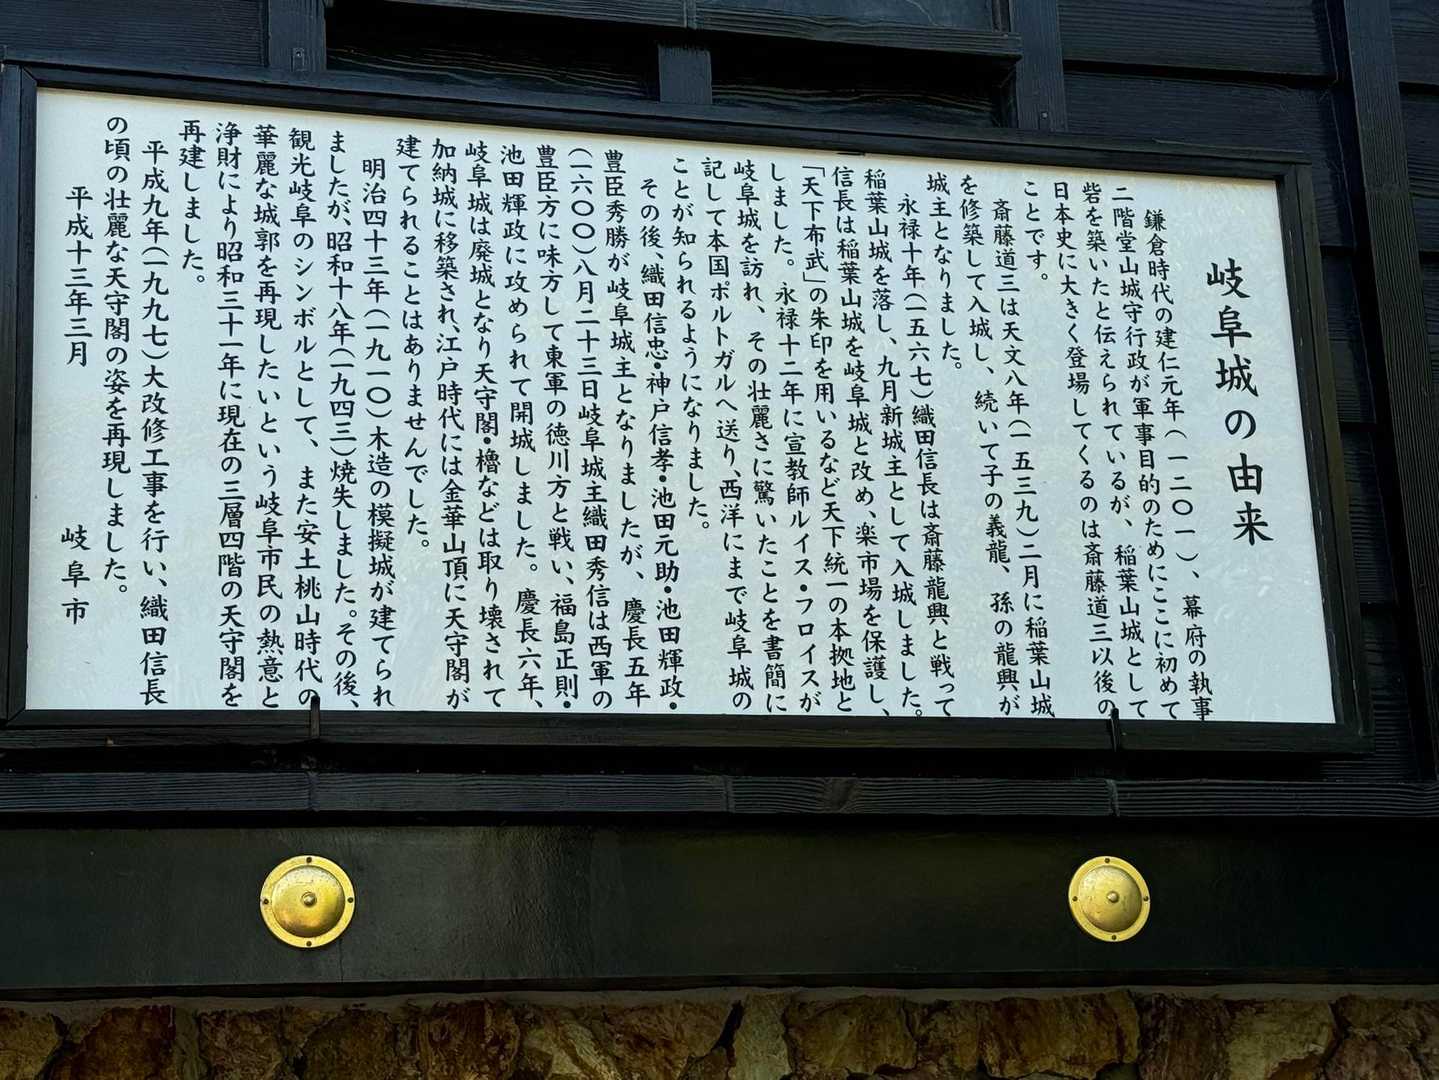 岐阜城の由来
鎌倉時代の建仁元年(一二〇一)、幕府の執事
二階堂山城守行政が軍事目的のためにここに初めて
砦を築いたと伝えられているが、稲葉山城として
日本史に大きく登場してくるのは斎藤道三以後の
ことです。
斎藤道三は天文八年(一五三九)二月に稲葉山城
を修築して入城し、続いて子の義龍、孫の龍興が
城主となりました。
永禄十年(一五六七)織田信長は斎藤龍興と戦って
稲葉山城を落し、九月新城主として入城しました。
信長は稲葉山城を岐阜城と改め、楽市場を保護し、
「天下布武」の朱印を用いるなど天下統一の本拠地と
しました。永禄十二年に宣教師ルイス・フロイスが
岐阜城を訪れ、その壮麗さに驚いたことを書簡に
記して本国ポルトガルへ送り、西洋にまで岐阜城の
ことが知られるようになりました。
その後、織田信忠・神戸信孝・池田元助・池田輝政・
豊臣秀勝が岐阜城主となりましたが、慶長五年
(一六〇〇)八月二十三日岐阜城主織田秀信は西軍の
豊臣方に味方して東軍の徳川方と戦い、福島正則・
池田輝政に攻められて開城しました。慶長六年、
岐阜城は廃城となり天守閣・櫓などは取り壊されて
加納城に移築され、江戸時代には金華山頂に天守閣が
建てられることはありませんでした。
明治四十三年(一九一〇)木造の模擬城が建てられ
ましたが、昭和十八年(一九四三)焼失しました。その後、
観光岐阜のシンボルとして、また安土桃山時代の
華麗な城郭を再現したいという岐阜市民の熱意と
浄財により昭和三十一年に現在の三層四階の天守閣を
再建しました。
平成九年(一九九七)大改修工事を行い、織田信長
の頃の壮麗な天守閣の姿を再現しました。
平成十三年三月 岐阜市